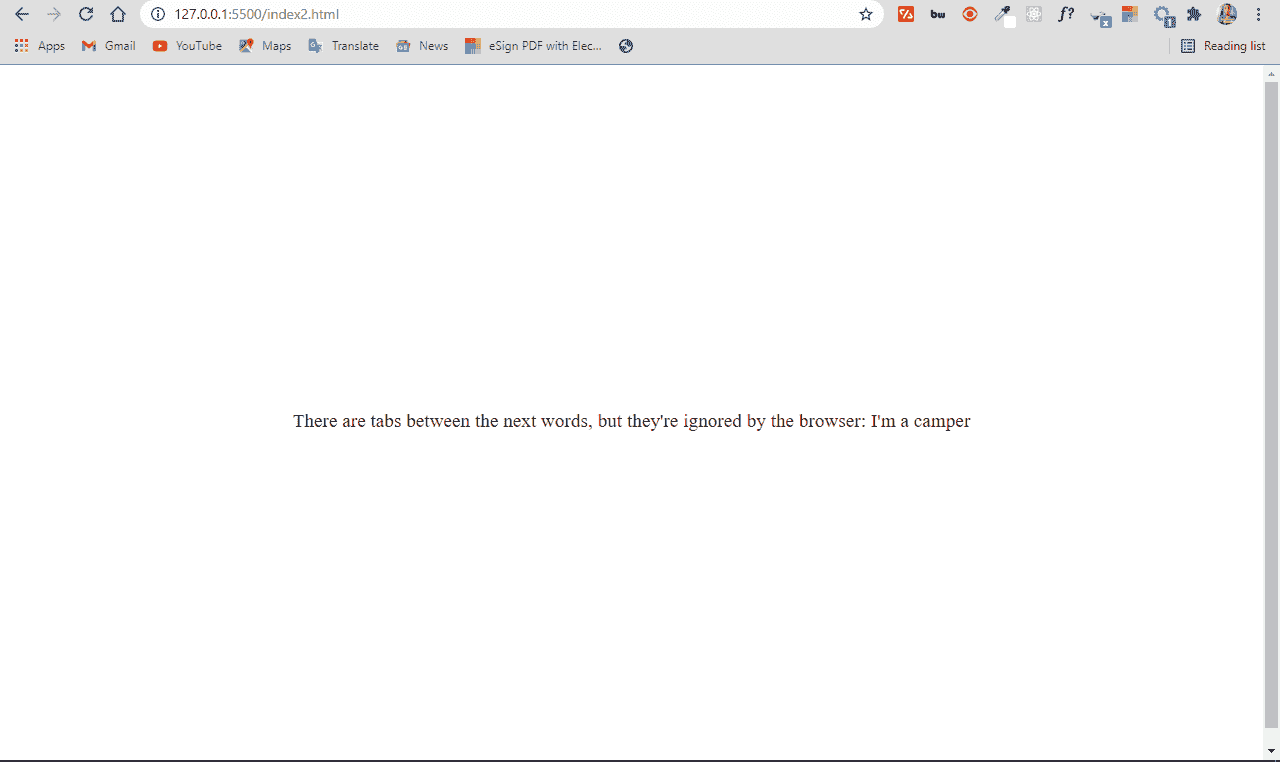 127.0.0.1:5500/index2.html
bw
f?
x
Apps
Gmail
YouTube
Maps
Translate
News
eSign PDF with Elec...
Reading list
There are tabs between the next words, but they're ignored by the browser: I'm a camper